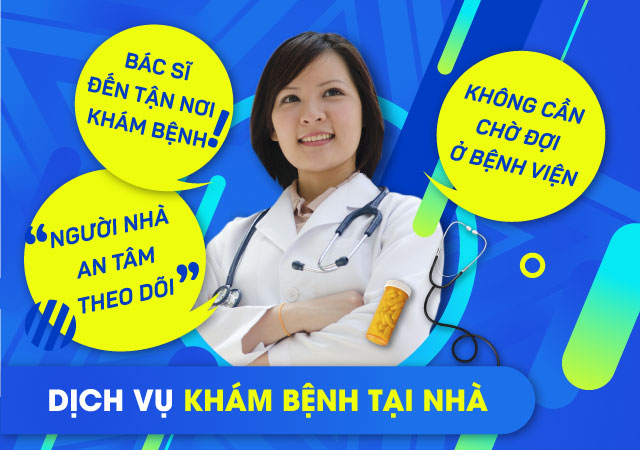 BÁC SĨ
ĐẾN TẬN NƠI
KHÁM BỆNH!
KHÔNG CẦN
CHỜ ĐỢI
Ở BỆNH VIỆN
“NGƯỜI NHÀ
AN TÂM
THEO DÕI”
DỊCH VỤ KHÁM BỆNH TẠI NHÀ